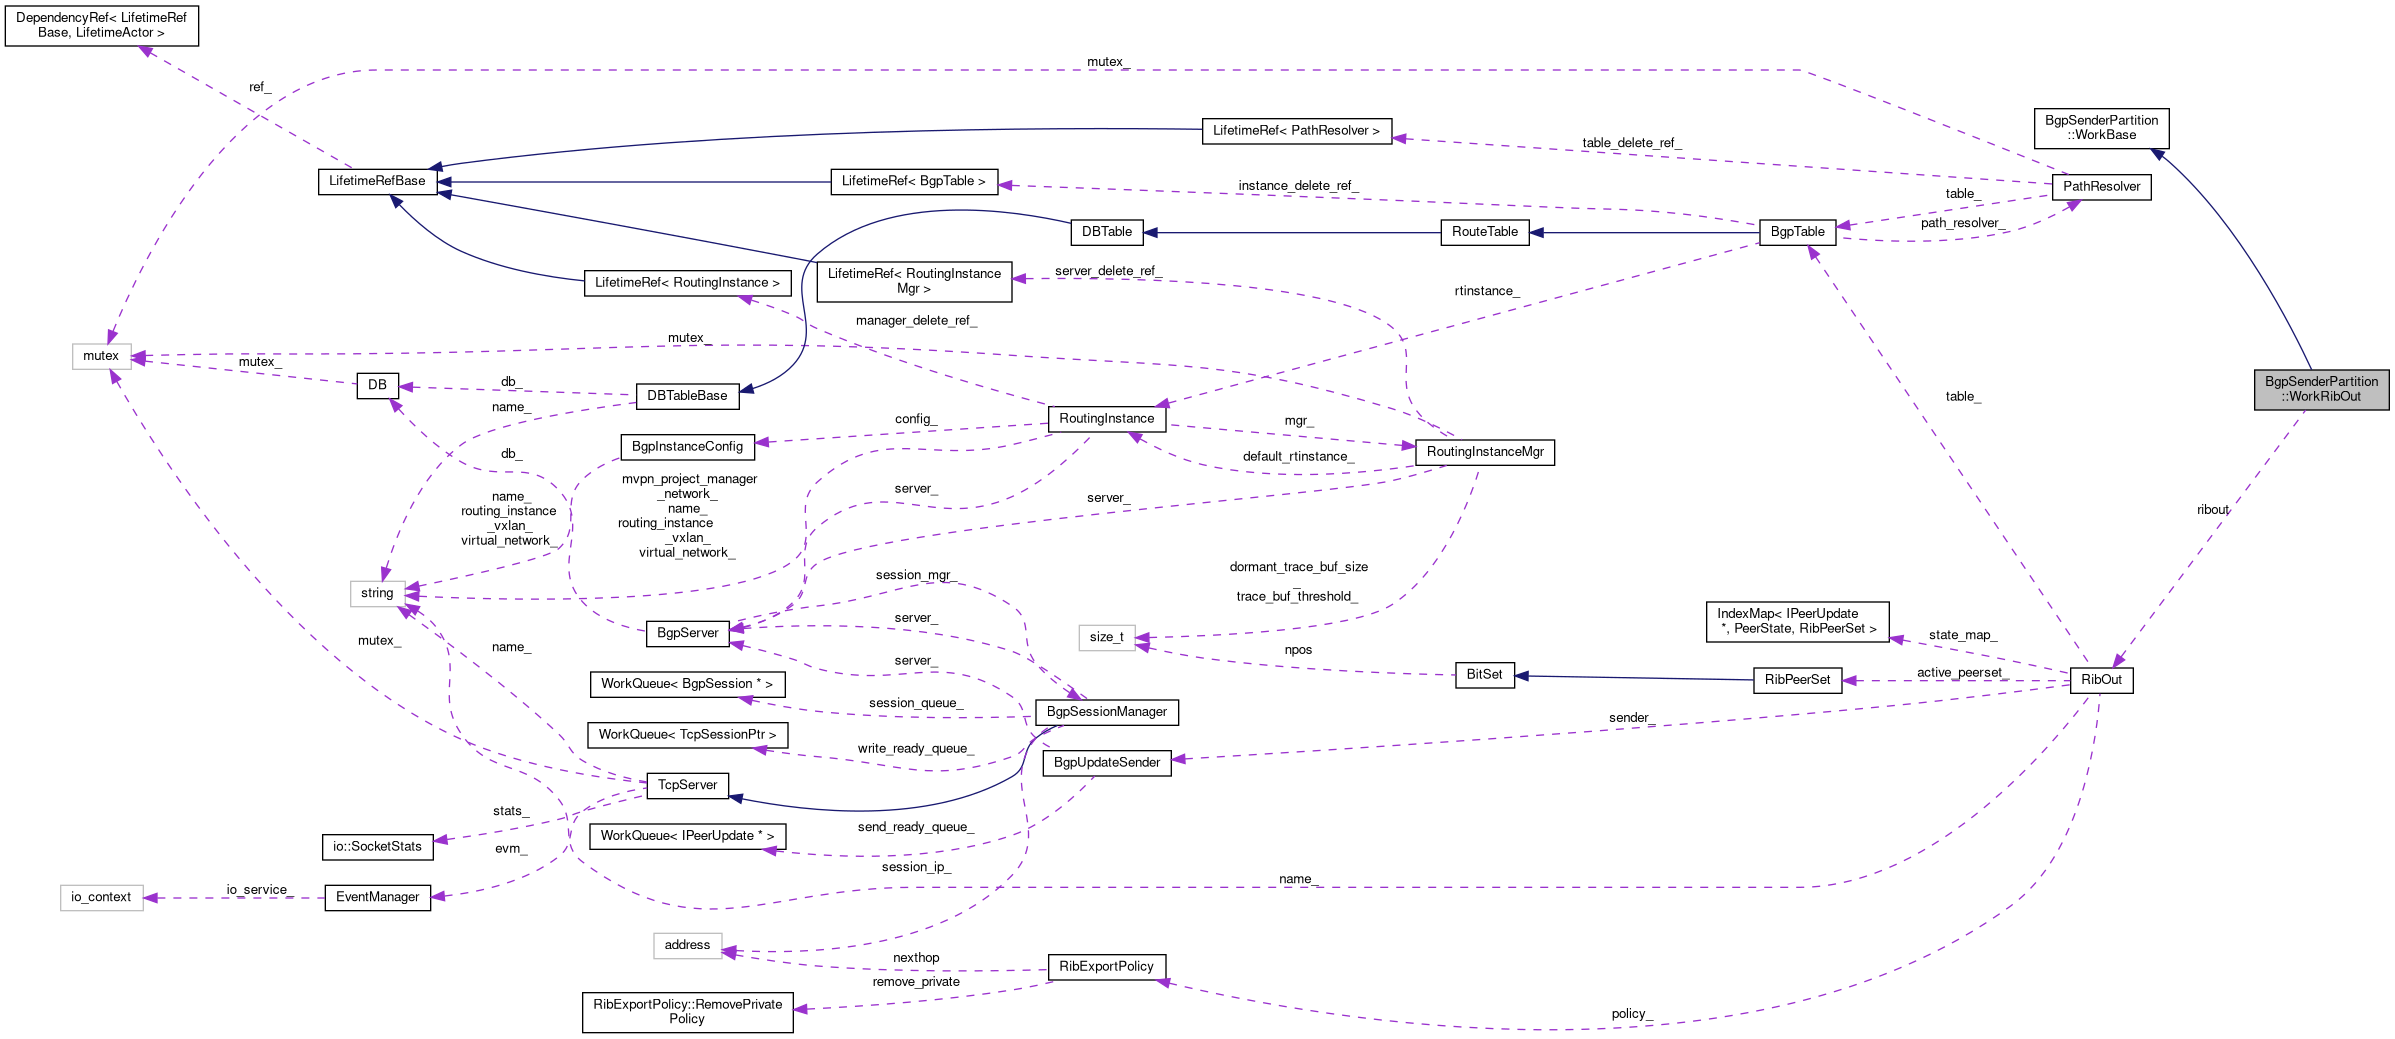 DependencyRef< LifetimeRef
Base, LifetimeActor >
mutex_
ref_
BgpSenderPartition
::WorkBase
LifetimeRef< PathResolver >
table_delete_ref_
LifetimeRefBase
LifetimeRef< BgpTable >
instance_delete_ref_
PathResolver
table_
path_resolver_
DBTable
RouteTable
BgpTable
LifetimeRef< RoutingInstance >
LifetimeRef< RoutingInstance
Mgr >
server_delete_ref_
rtinstance_
manager_delete_ref_
mutex_
mutex
mutex_
DB
db_
DBTableBase
BgpSenderPartition
::WorkRibOut
table_
name_
config_
RoutingInstance
mgr_
BgpInstanceConfig
RoutingInstanceMgr
default_rtinstance_
db_
mvpn_project_manager
_network_
name_
routing_instance
_vxlan_
virtual_network_
name_
routing_instance
_vxlan_
virtual_network_
server_
server_
ribout_
dormant_trace_buf_size
_
trace_buf_threshold_
session_mgr_
string
server_
BgpServer
size_t
IndexMap< IPeerUpdate
*, PeerState, RibPeerSet >
state_map_
mutex_
name_
npos
server_
BitSet
RibPeerSet
active_peerset_
RibOut
WorkQueue< BgpSession * >
session_queue_
BgpSessionManager
sender_
WorkQueue< TcpSessionPtr >
write_ready_queue_
BgpUpdateSender
TcpServer
stats_
WorkQueue< IPeerUpdate * >
send_ready_queue_
io::SocketStats
evm_
session_ip_
name_
io_context
io_service_
EventManager
address
nexthop
RibExportPolicy
remove_private
RibExportPolicy::RemovePrivate
Policy
policy_